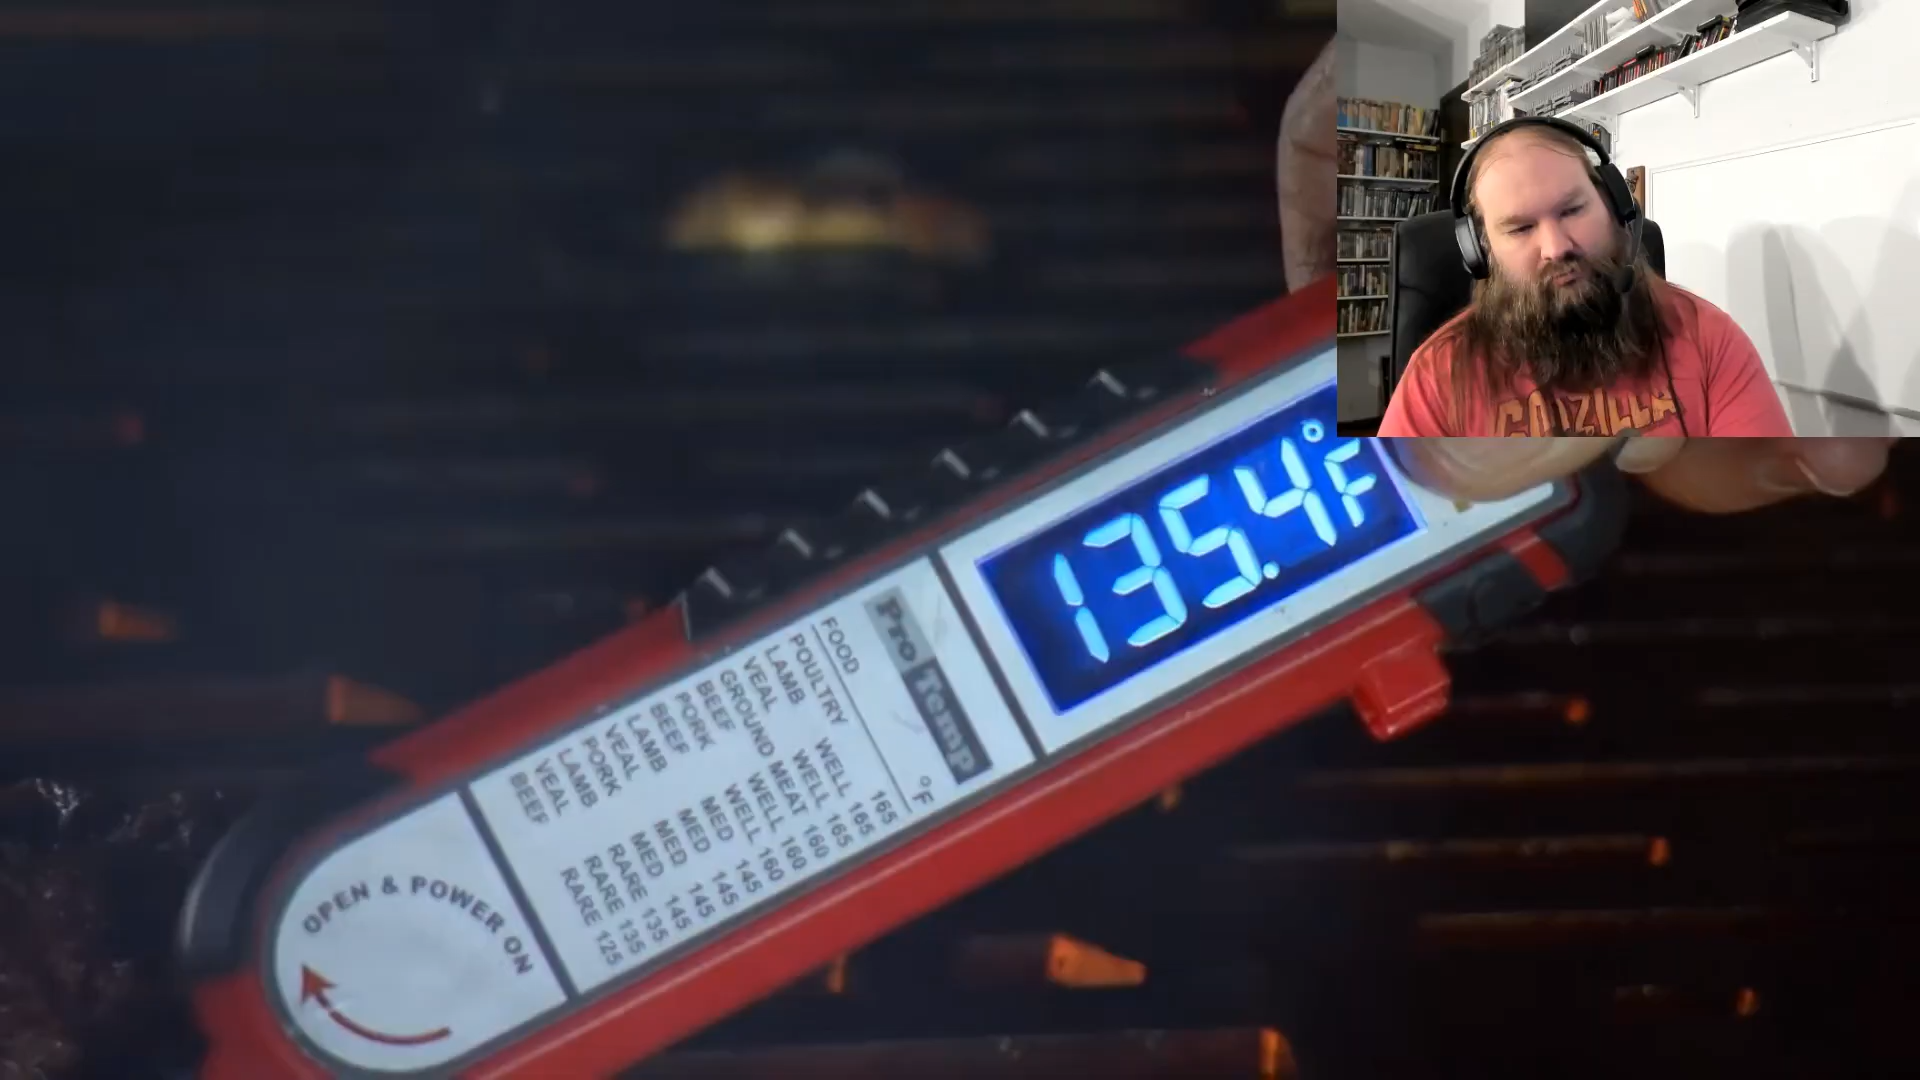 135.4°F
Pro Temp
FOOD °F
POULTRY WELL 165
LAMB WELL 165
VEAL WELL 165
GROUND MEAT 160
BEEF WELL 160
PORK WELL 160
BEEF MED 145
LAMB MED 145
VEAL MED 145
PORK MED 145
LAMB RARE 135
VEAL RARE 135
BEEF RARE 125
OPEN & POWER ON
GODZILLA